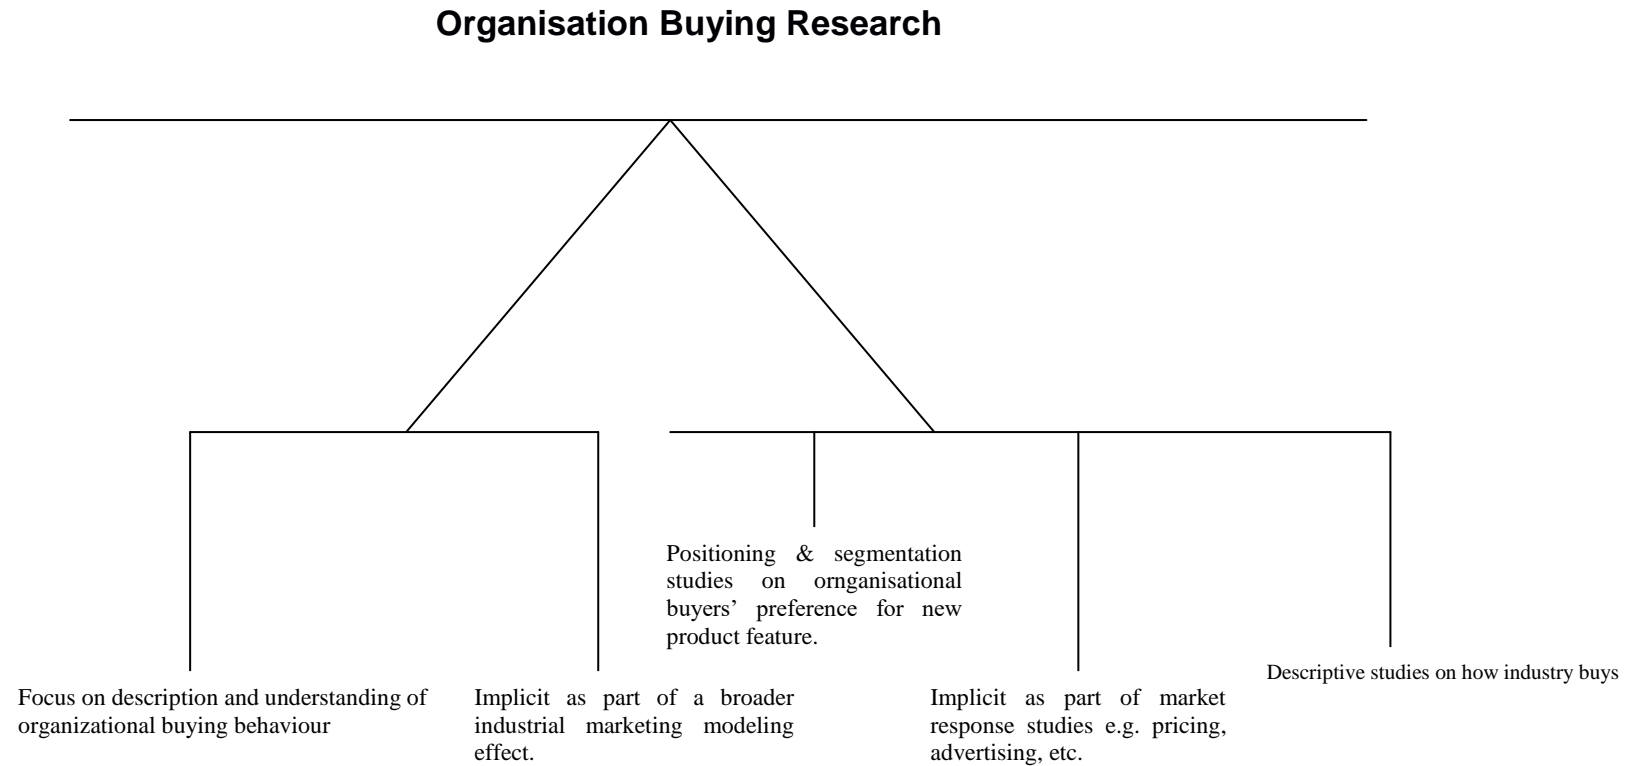 Organisation Buying Research
Positioning & segmentation
studies on ornganisational
buyers’ preference for new
product feature.
Descriptive studies on how industry buys
Focus on description and understanding of
organizational buying behaviour
Implicit as part of a broader
industrial marketing modeling
effect.
Implicit as part of market
response studies e.g. pricing,
advertising, etc.